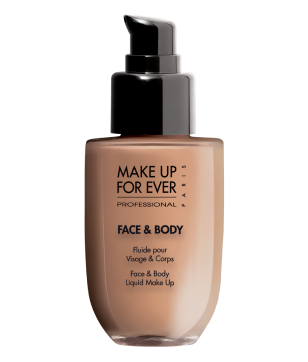 MAKE UP
FOR EVER
PROFESSIONAL
PARIS
FACE & BODY
Fluide pour
Visage & Corps
Face & Body
Liquid Make Up